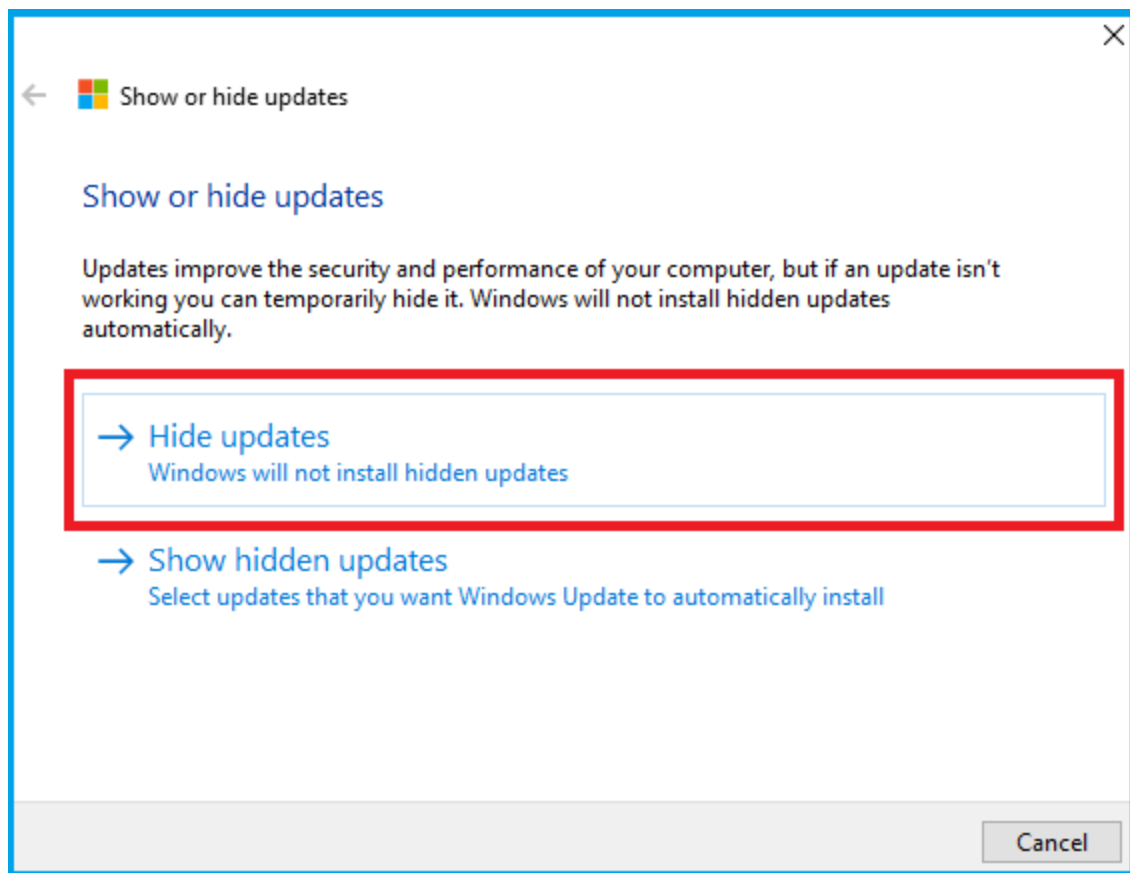 Show or hide updates
Show or hide updates
Updates improve the security and performance of your computer, but if an update isn't
working you can temporarily hide it. Windows will not install hidden updates
automatically.
Hide updates
Windows will not install hidden updates
Show hidden updates
Select updates that you want Windows Update to automatically install
Cancel